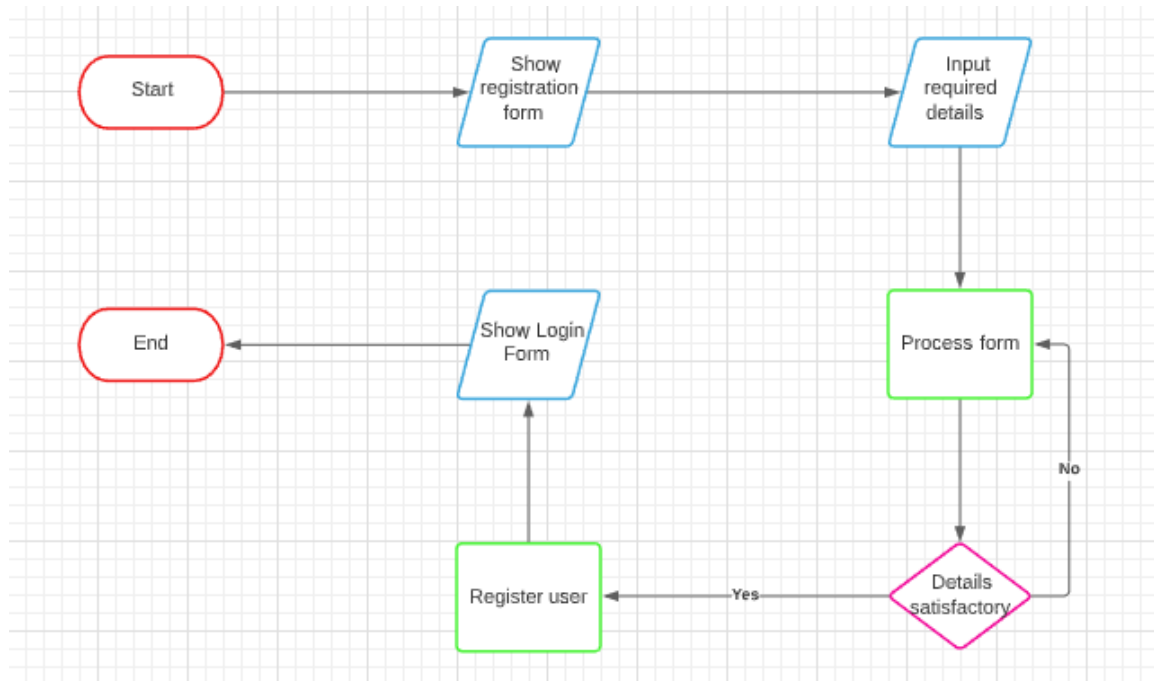 Start
Show
registration
form
Input
required
details
End
Show Login
Form
Process form
No
Register user
Yes
Details
satisfactory